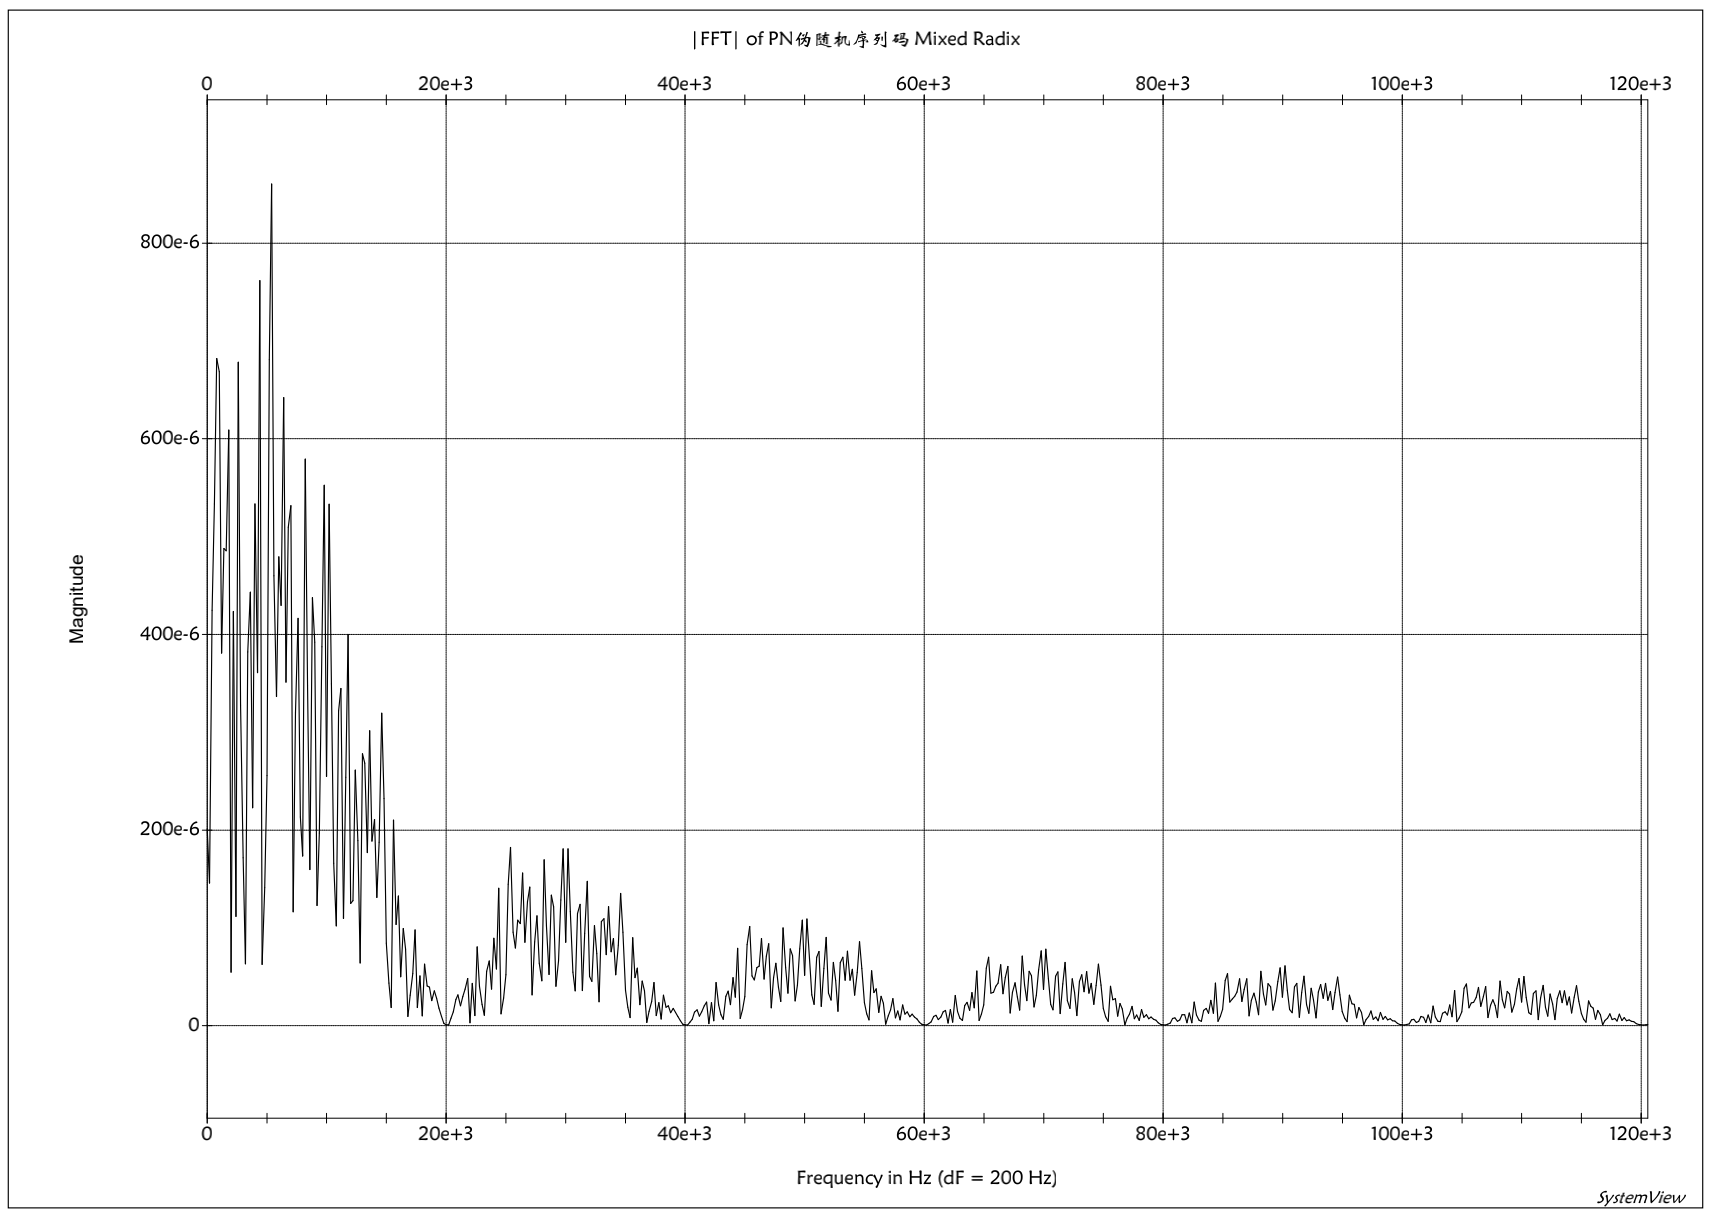 |FFT| of PN伪随机序列码 Mixed Radix
0 20e+3 40e+3 60e+3 80e+3 100e+3 120e+3
800e-6
600e-6
400e-6
200e-6
0
Magnitude
0 20e+3 40e+3 60e+3 80e+3 100e+3 120e+3
Frequency in Hz (dF = 200 Hz)
SystemView